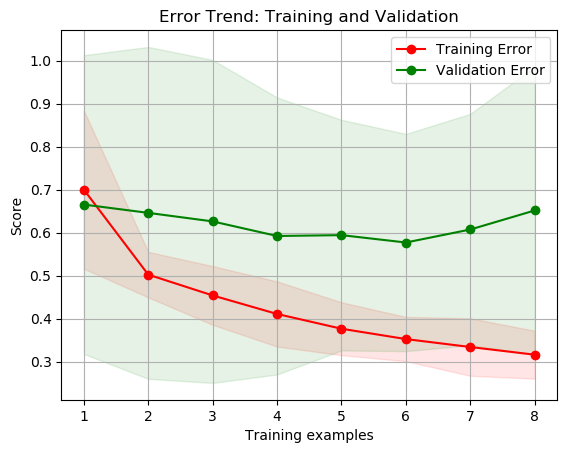 Error Trend: Training and Validation
Training Error
Validation Error
Score
1.0
0.9
0.8
0.7
0.6
0.5
0.4
0.3
1 2 3 4 5 6 7 8
Training examples